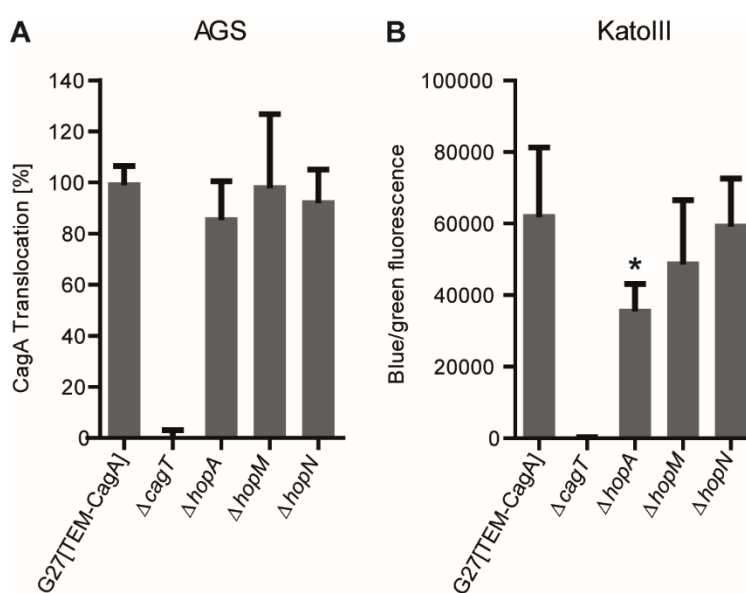 A AGS
CagA Translocation [%]
140
120
100
80
60
40
20
0
G27[TEM-CagA]
ΔcagT
ΔhopA
ΔhopM
ΔhopN
B KatoIII
Blue/green fluorescence
100000
80000
60000
40000
20000
0
*
G27[TEM-CagA]
ΔcagT
ΔhopA
ΔhopM
ΔhopN